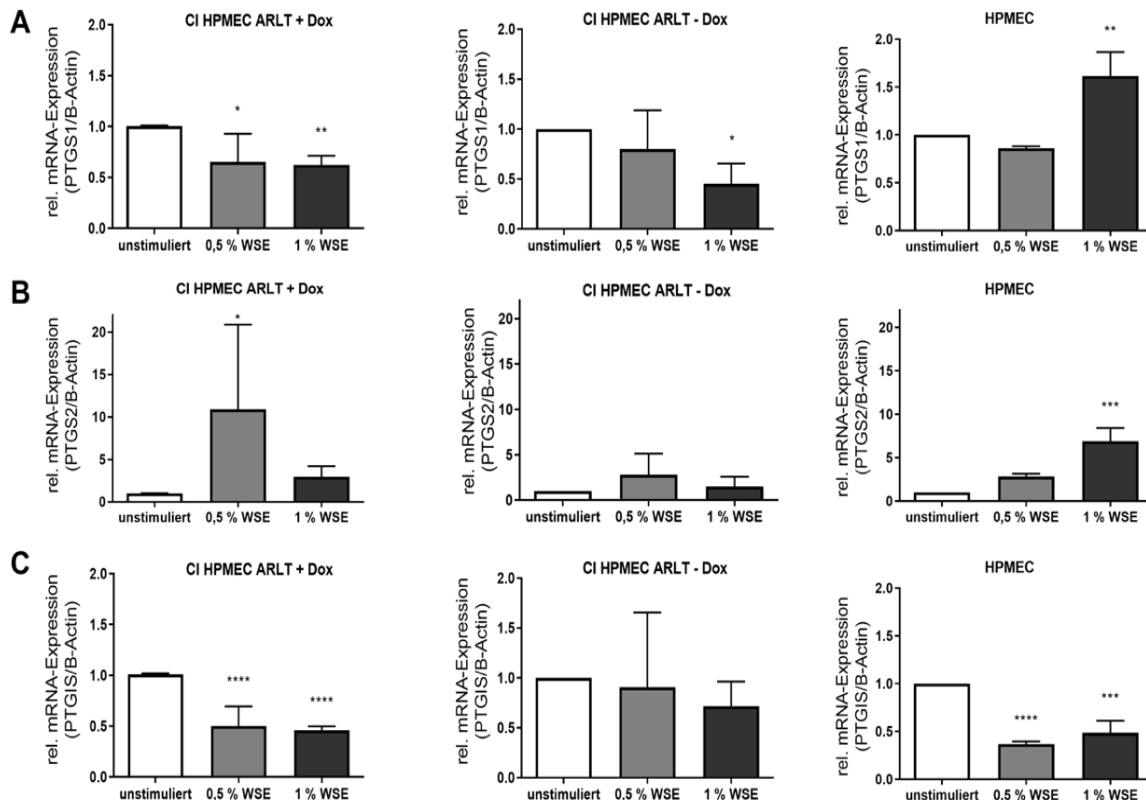 A
CI HPMEC ARLT + Dox
rel. mRNA-Expression
(PTGS1/B-Actin)
2.0
1.5
1.0
0.5
0.0
*
**
unstimuliert 0,5 % WSE 1 % WSE
CI HPMEC ARLT - Dox
rel. mRNA-Expression
(PTGS1/B-Actin)
2.0
1.5
1.0
0.5
0.0
*
unstimuliert 0,5 % WSE 1 % WSE
HPMEC
rel. mRNA-Expression
(PTGS1/B-Actin)
2.0
1.5
1.0
0.5
0.0
**
unstimuliert 0,5 % WSE 1 % WSE
B
CI HPMEC ARLT + Dox
rel. mRNA-Expression
(PTGS2/B-Actin)
20
15
10
5
0
*
unstimuliert 0,5 % WSE 1 % WSE
CI HPMEC ARLT - Dox
rel. mRNA-Expression
(PTGS2/B-Actin)
20
15
10
5
0
unstimuliert 0,5 % WSE 1 % WSE
HPMEC
rel. mRNA-Expression
(PTGS2/B-Actin)
20
15
10
5
0
***
unstimuliert 0,5 % WSE 1 % WSE
C
CI HPMEC ARLT + Dox
rel. mRNA-Expression
(PTGIS/B-Actin)
2.0
1.5
1.0
0.5
0.0
****
****
unstimuliert 0,5 % WSE 1 % WSE
CI HPMEC ARLT - Dox
rel. mRNA-Expression
(PTGIS/B-Actin)
2.0
1.5
1.0
0.5
0.0
unstimuliert 0,5 % WSE 1 % WSE
HPMEC
rel. mRNA-Expression
(PTGIS/B-Actin)
2.0
1.5
1.0
0.5
0.0
****
***
unstimuliert 0,5 % WSE 1 % WSE